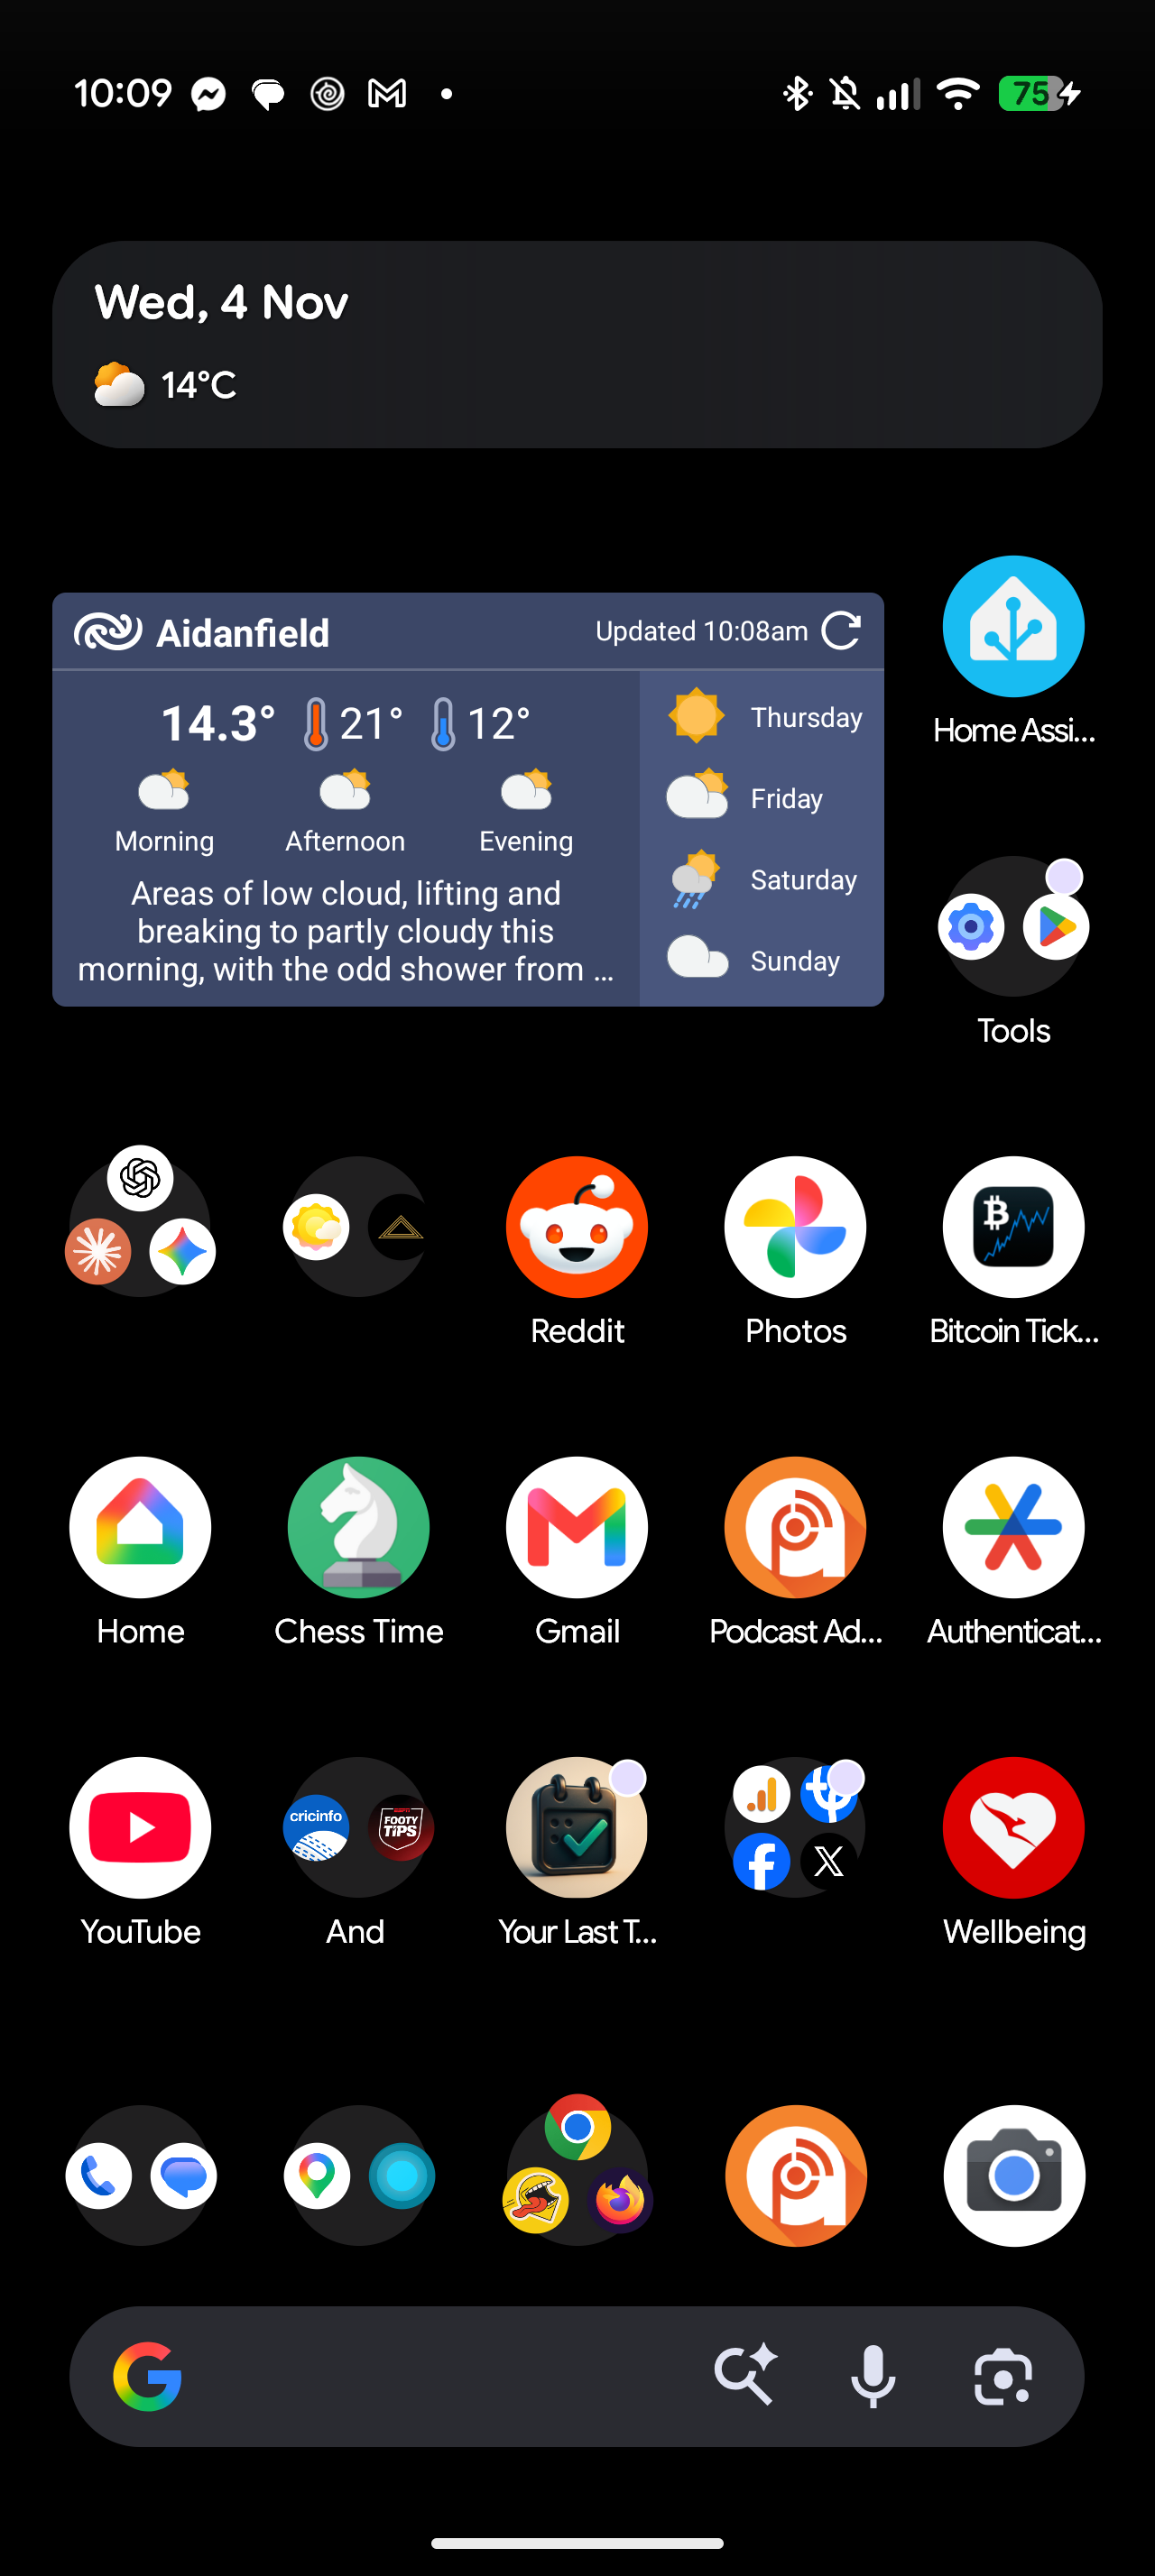 10:09
75
Wed, 4 Nov
14°C
Aidanfield
Updated 10:08am
14.3° 21° 12°
Morning Afternoon Evening
Areas of low cloud, lifting and
breaking to partly cloudy this
morning, with the odd shower from ...
Thursday
Friday
Saturday
Sunday
Home Assi...
Tools
Reddit
Photos
Bitcoin Tick...
Home
Chess Time
Gmail
Podcast Ad...
Authenticat...
cricinfo
ESPN
FOOTY
TiPS
YouTube
And
Your Last T...
Wellbeing